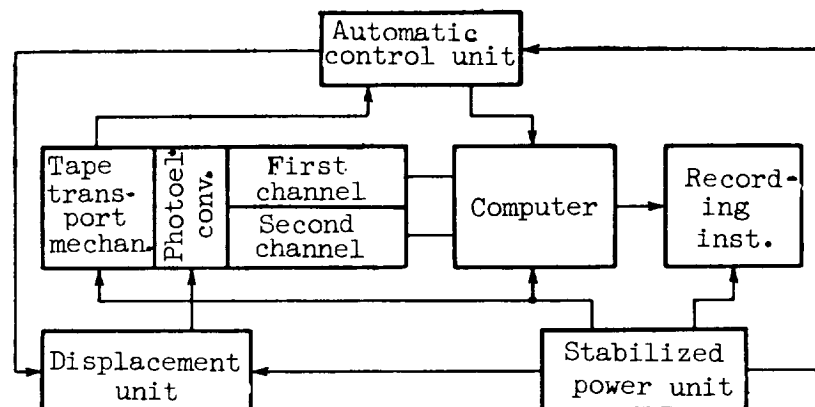 Automatic
control unit
Tape
trans-
port
mechan.
Photoel.
conv.
First
channel
Second
channel
Computer
Record-
ing
inst.
Displacement
unit
Stabilized
power unit